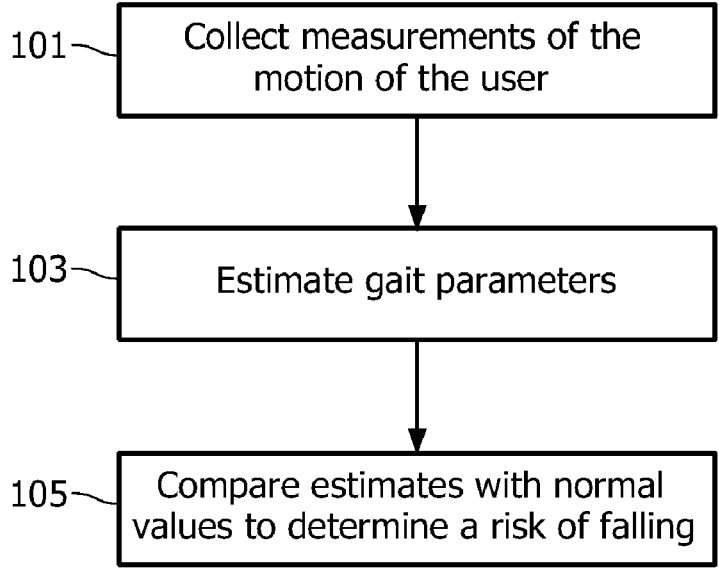 101
Collect measurements of the
motion of the user
103
Estimate gait parameters
105
Compare estimates with normal
values to determine a risk of falling